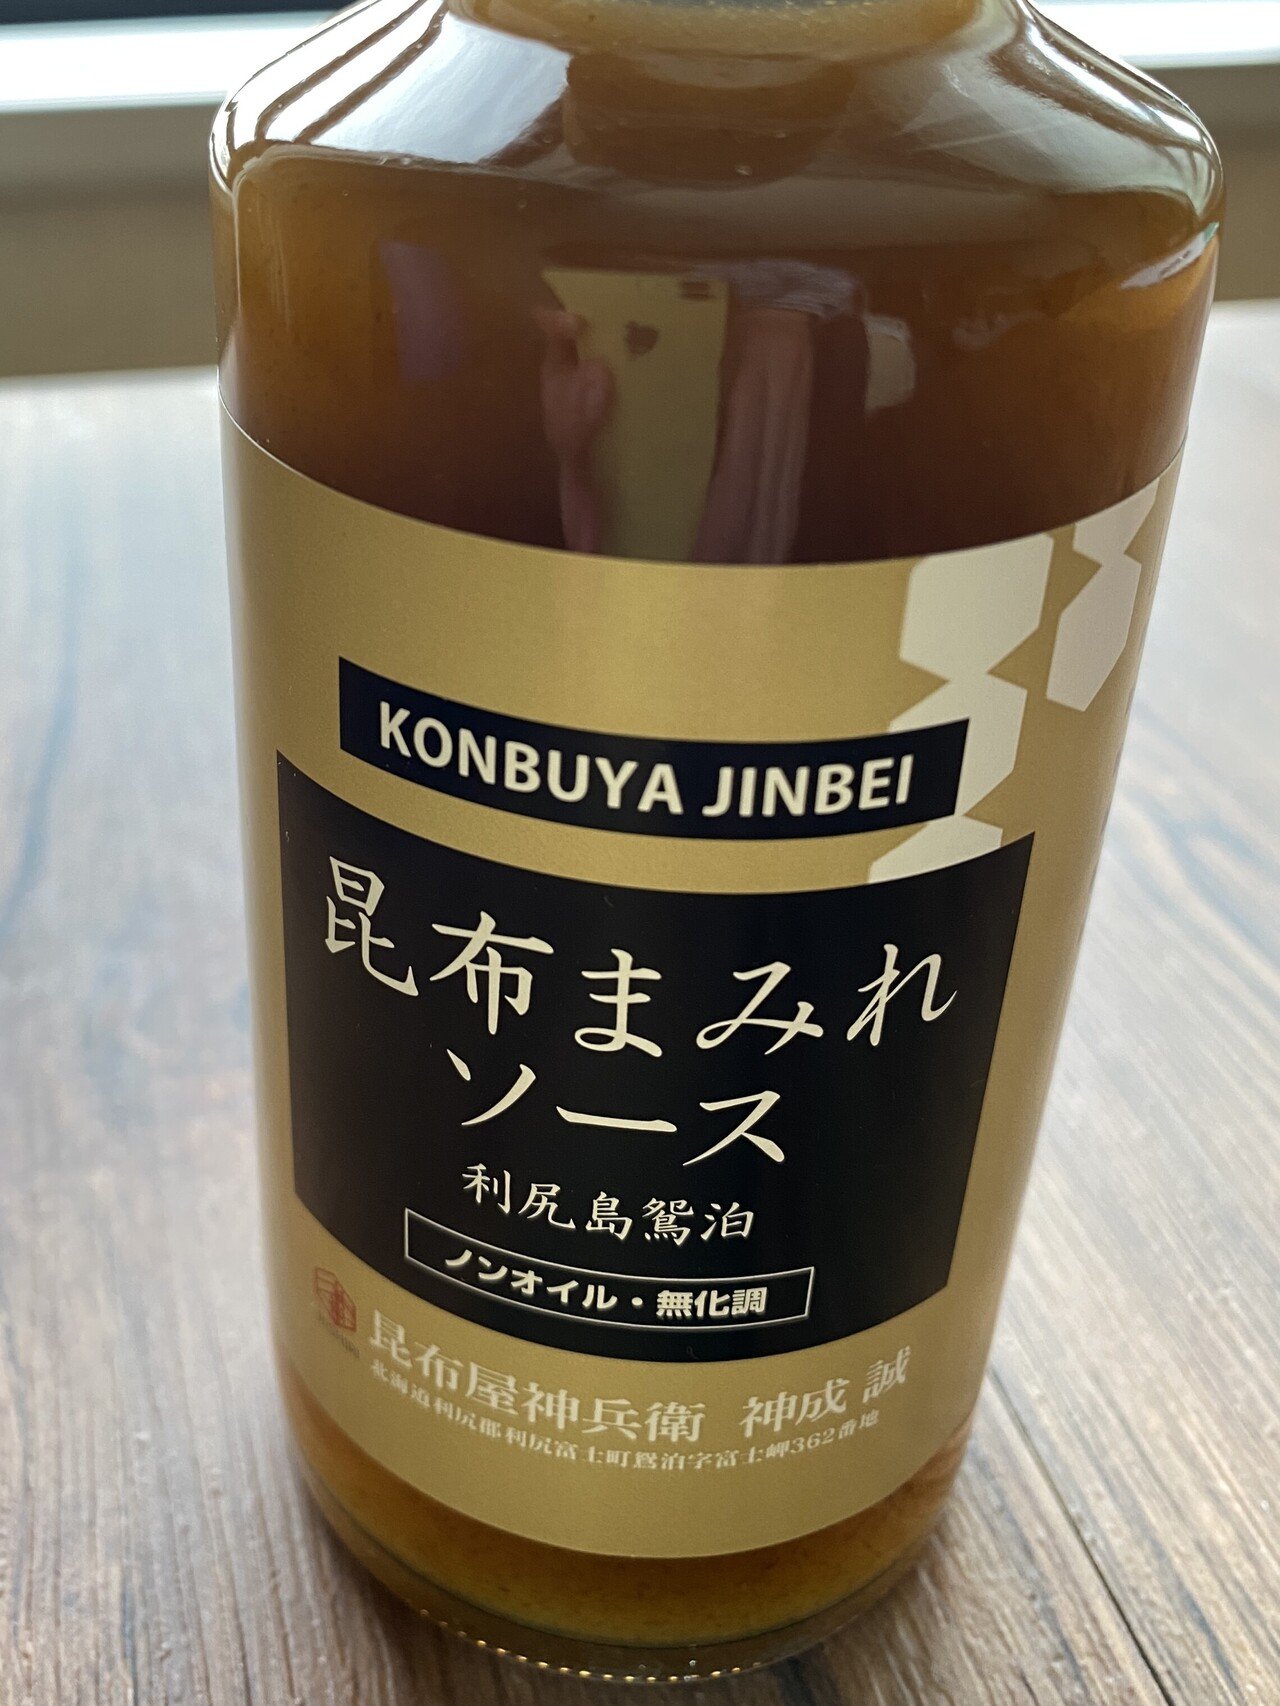 KONBUYA JINBEI
昆布まみれ
ソース
利尻島鴛泊
ノンオイル・無化調
昆布屋神兵衛 神成 誠
北海道利尻郡利尻富士町鴛泊字富士岬362番地